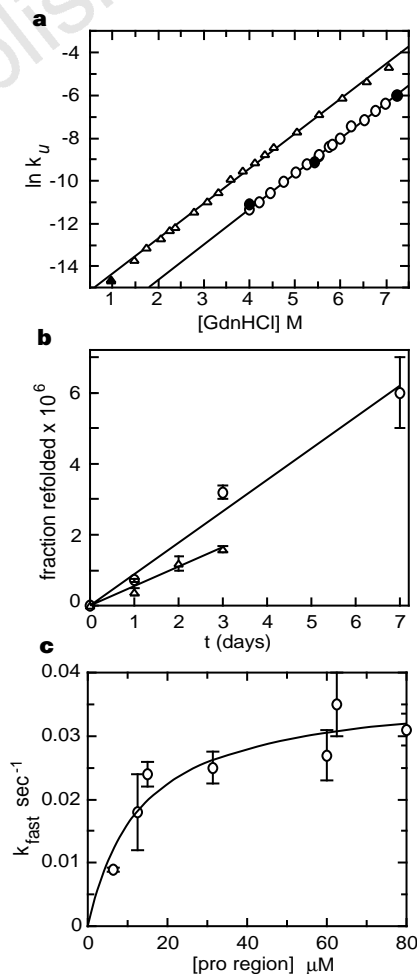 a
-4
-6
-8
-10
-12
-14
ln k u
1 2 3 4 5 6 7
[GdnHCl] M
b
6
4
2
0
fraction refolded x 10 6
0 1 2 3 4 5 6 7
t (days)
c
0.04
0.03
0.02
0.01
0
k fast sec -1
0 20 40 60 80
[pro region] μM